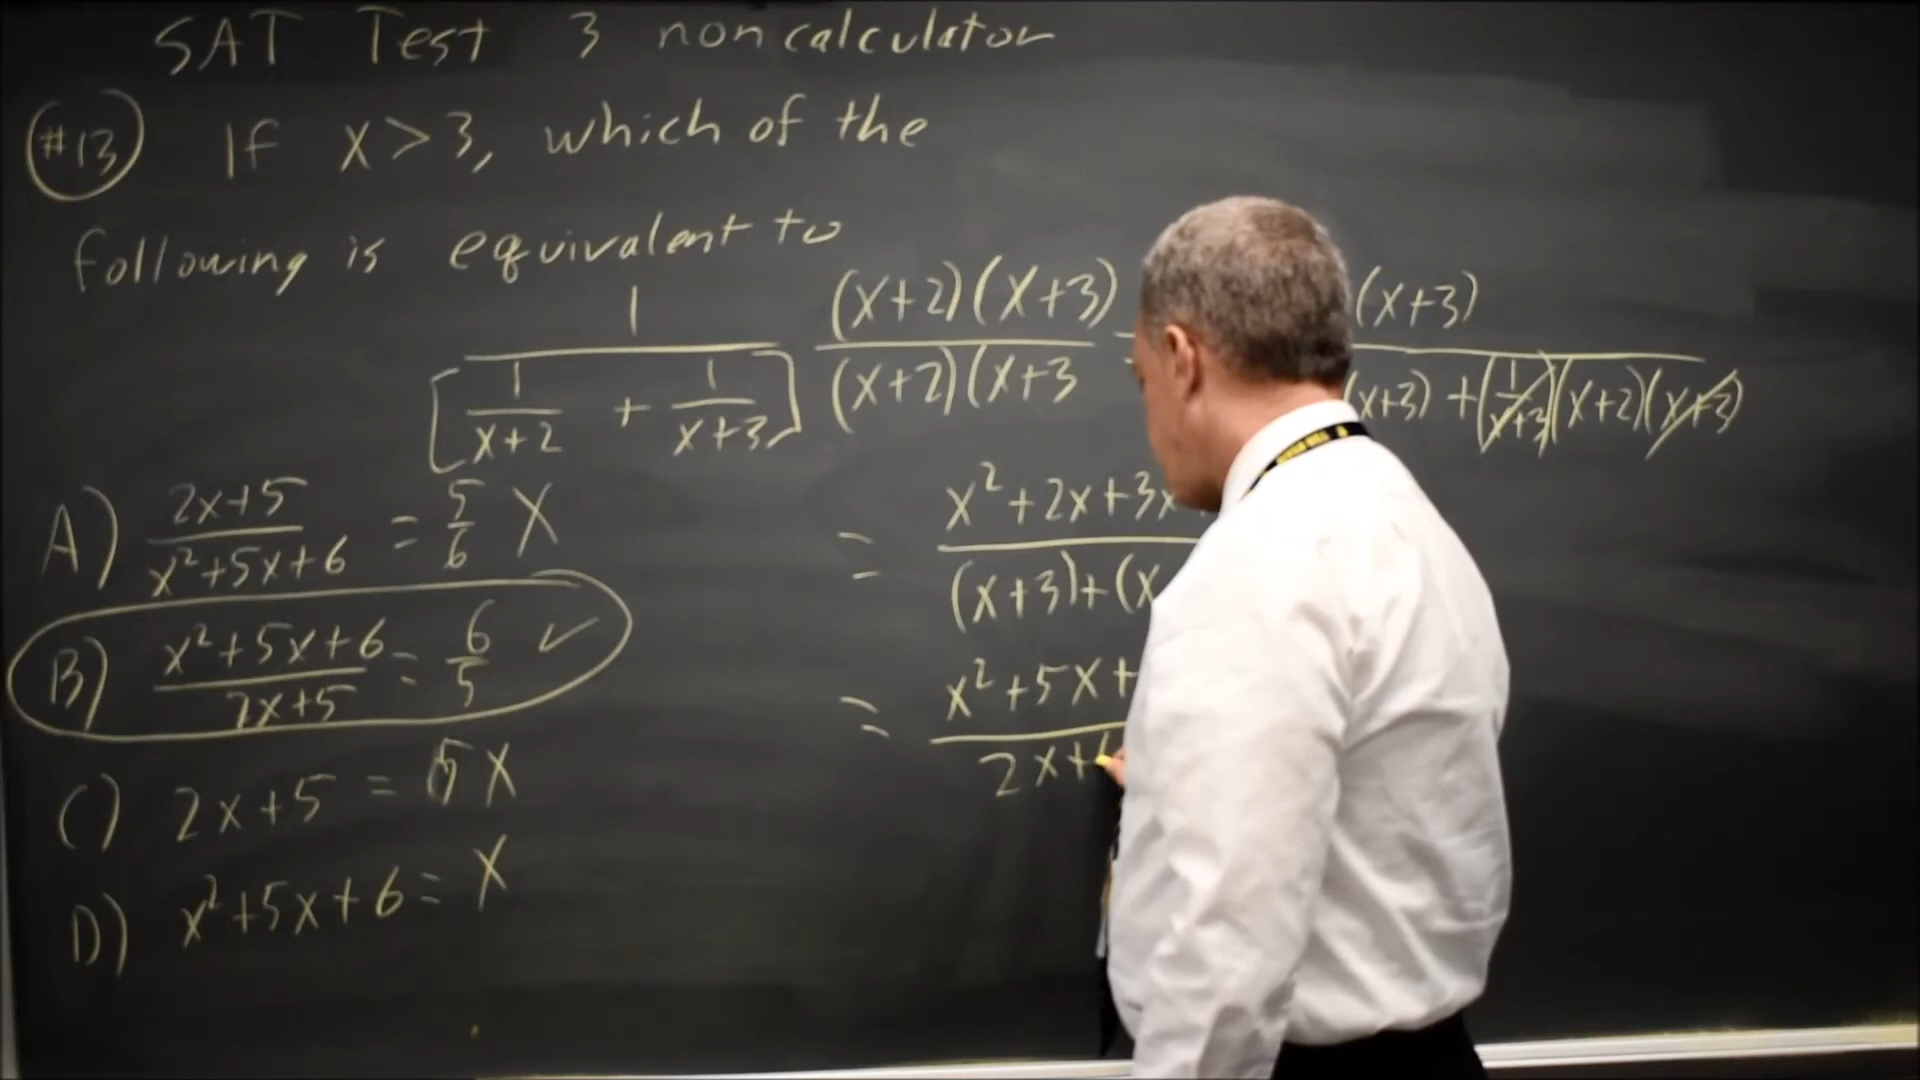 SAT Test 3 noncalculator
#13 If x>3, which of the
following is equivalent to
1 (x+2)(x+3) (x+3)
[1/x+2 + 1/x+3] (x+2)(x+3 (x+3) + (1/x+3)(x+2)(x+3)
A) 2x+5/x²+5x+6 = 5/6 X
B) x²+5x+6/2x+5 = 6/5 ✓
C) 2x+5 = 5 X
D) x²+5x+6 = X
= x²+2x+3x
(x+3)+(x
= x²+5x+
2x+